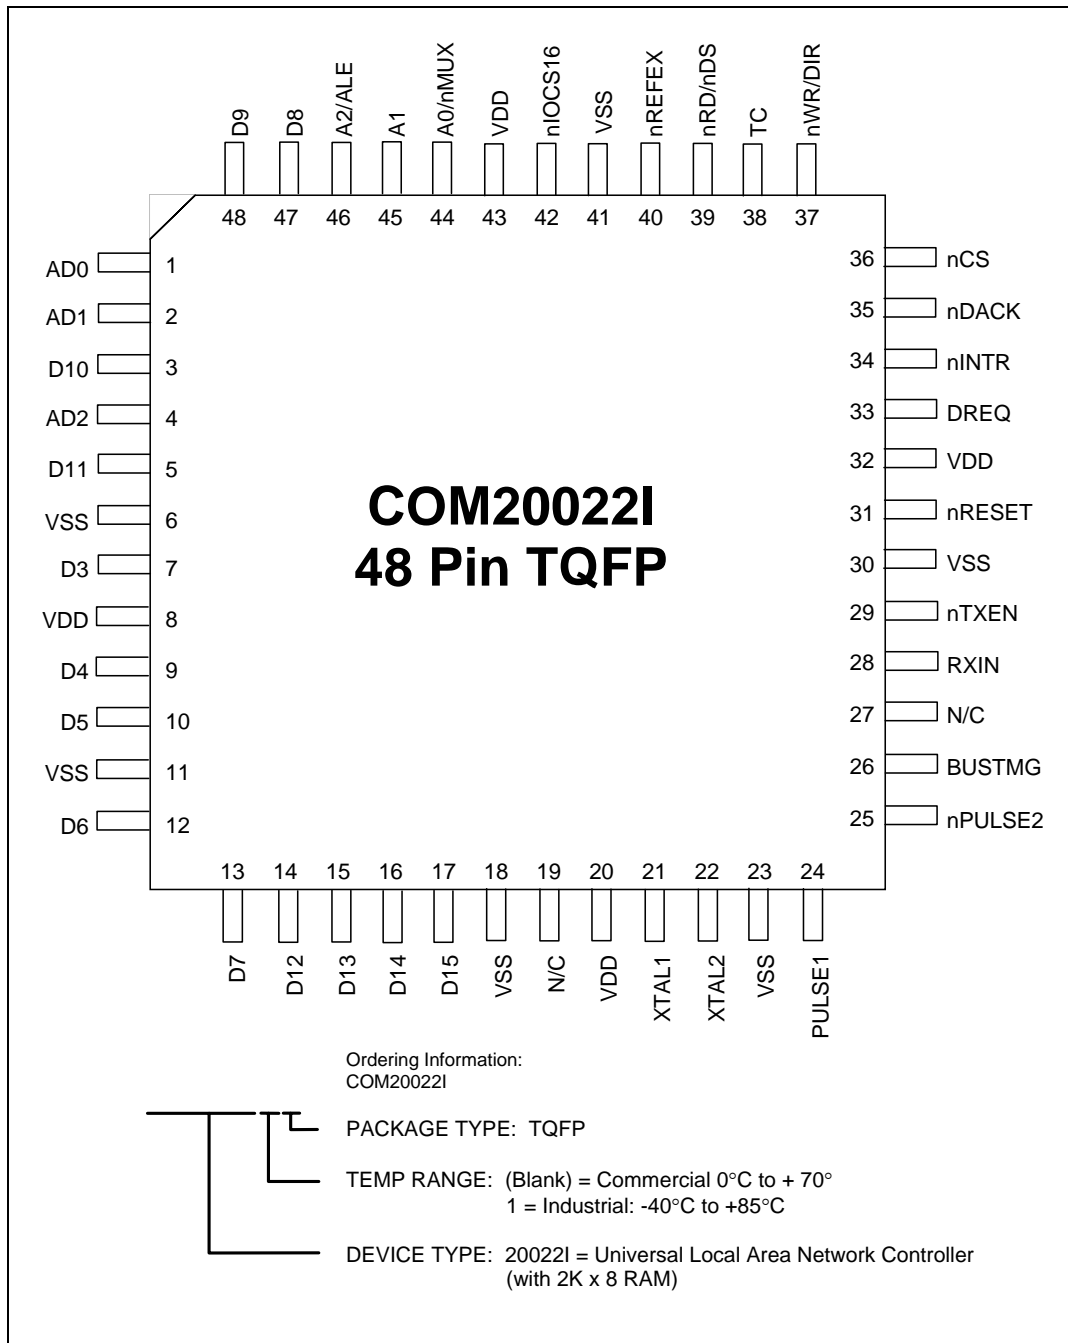 D9
D8
A2/ALE
A1
A0/nMUX
VDD
nIOCS16
VSS
nREFEX
nRD/nDS
TC
nWR/DIR
48 47 46 45 44 43 42 41 40 39 38 37
AD0 1
AD1 2
D10 3
AD2 4
D11 5
VSS 6
D3 7
VDD 8
D4 9
D5 10
VSS 11
D6 12
36 nCS
35 nDACK
34 nINTR
33 DREQ
32 VDD
31 nRESET
30 VSS
29 nTXEN
28 RXIN
27 N/C
26 BUSTMG
25 nPULSE2
COM20022I
48 Pin TQFP
13 14 15 16 17 18 19 20 21 22 23 24
D7
D12
D13
D14
D15
VSS
N/C
VDD
XTAL1
XTAL2
VSS
PULSE1
Ordering Information:
COM20022I
PACKAGE TYPE: TQFP
TEMP RANGE: (Blank) = Commercial 0°C to + 70°
1 = Industrial: -40°C to +85°C
DEVICE TYPE: 20022I = Universal Local Area Network Controller
(with 2K x 8 RAM)